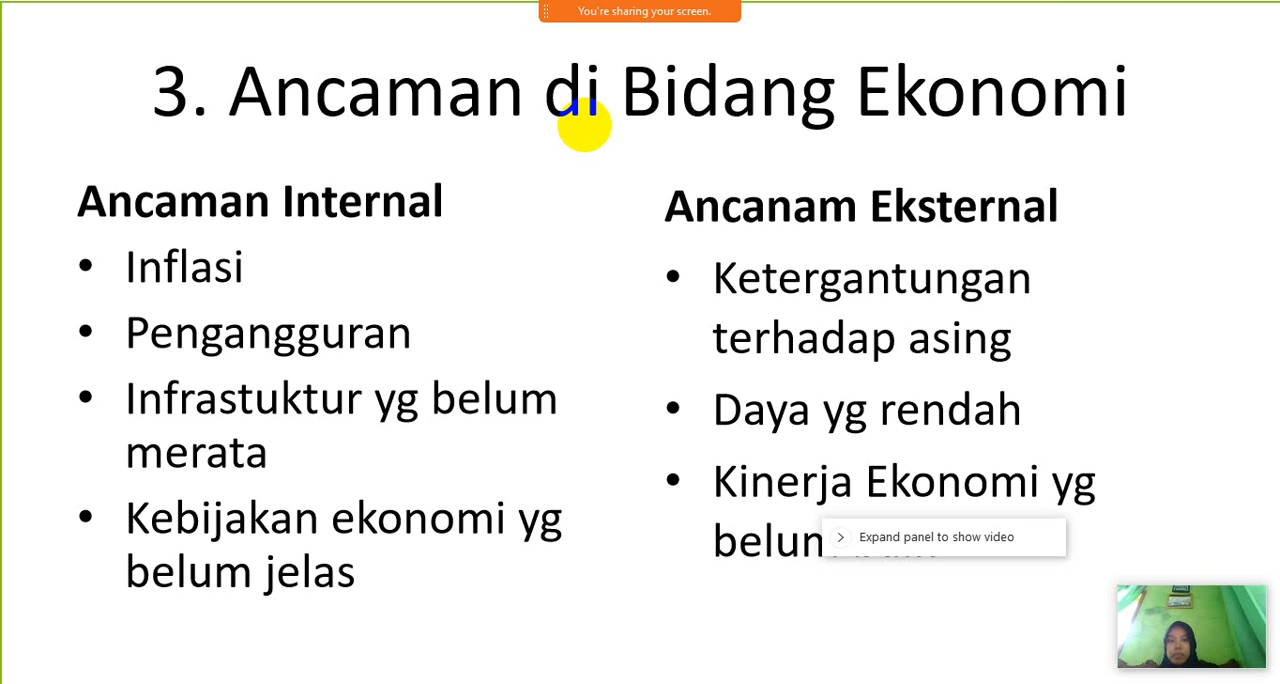 You're sharing your screen.
3. Ancaman di Bidang Ekonomi
Ancaman Internal
• Inflasi
• Pengangguran
• Infrastuktur yg belum
merata
• Kebijakan ekonomi yg
belum jelas
Ancanam Eksternal
• Ketergantungan
terhadap asing
• Daya yg rendah
• Kinerja Ekonomi yg
Expand panel to show video